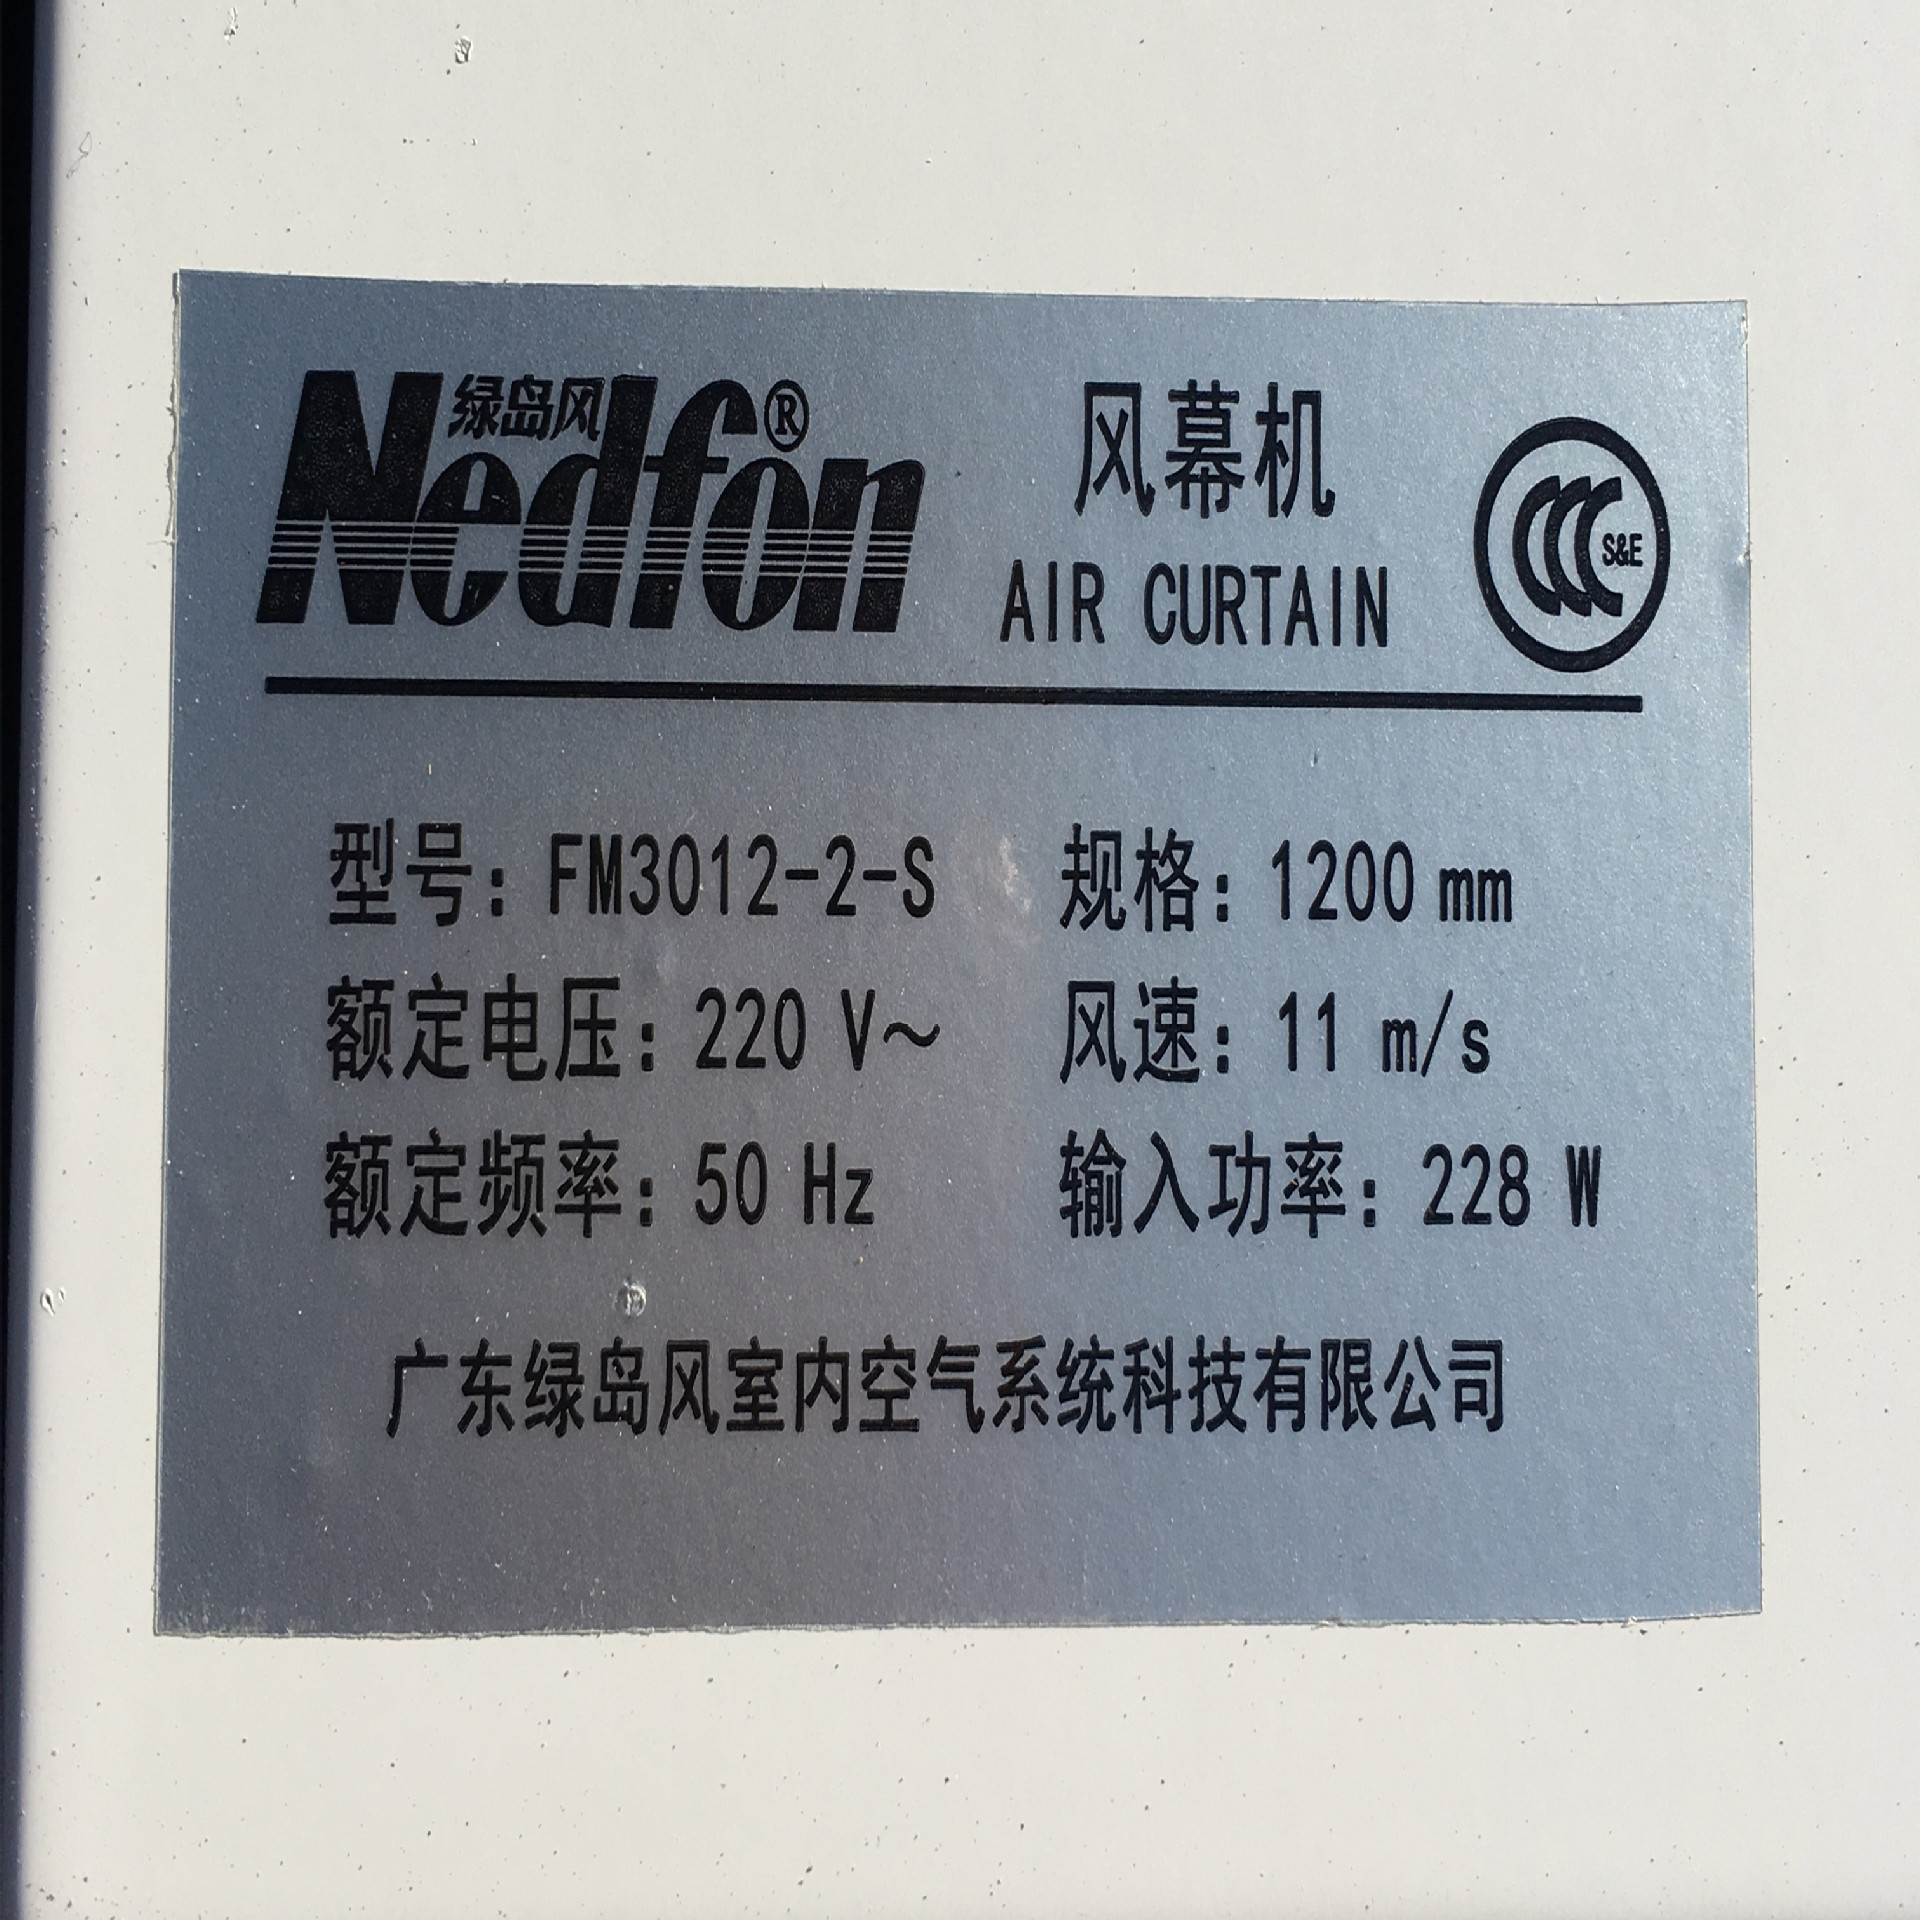 绿岛风
Nedfon®
风幕机
AIR CURTAIN
CCC S&E
型号：FM3012-2-S 规格：1200 mm
额定电压：220 V～ 风速：11 m/s
额定频率：50 Hz 输入功率：228 W
广东绿岛风室内空气系统科技有限公司